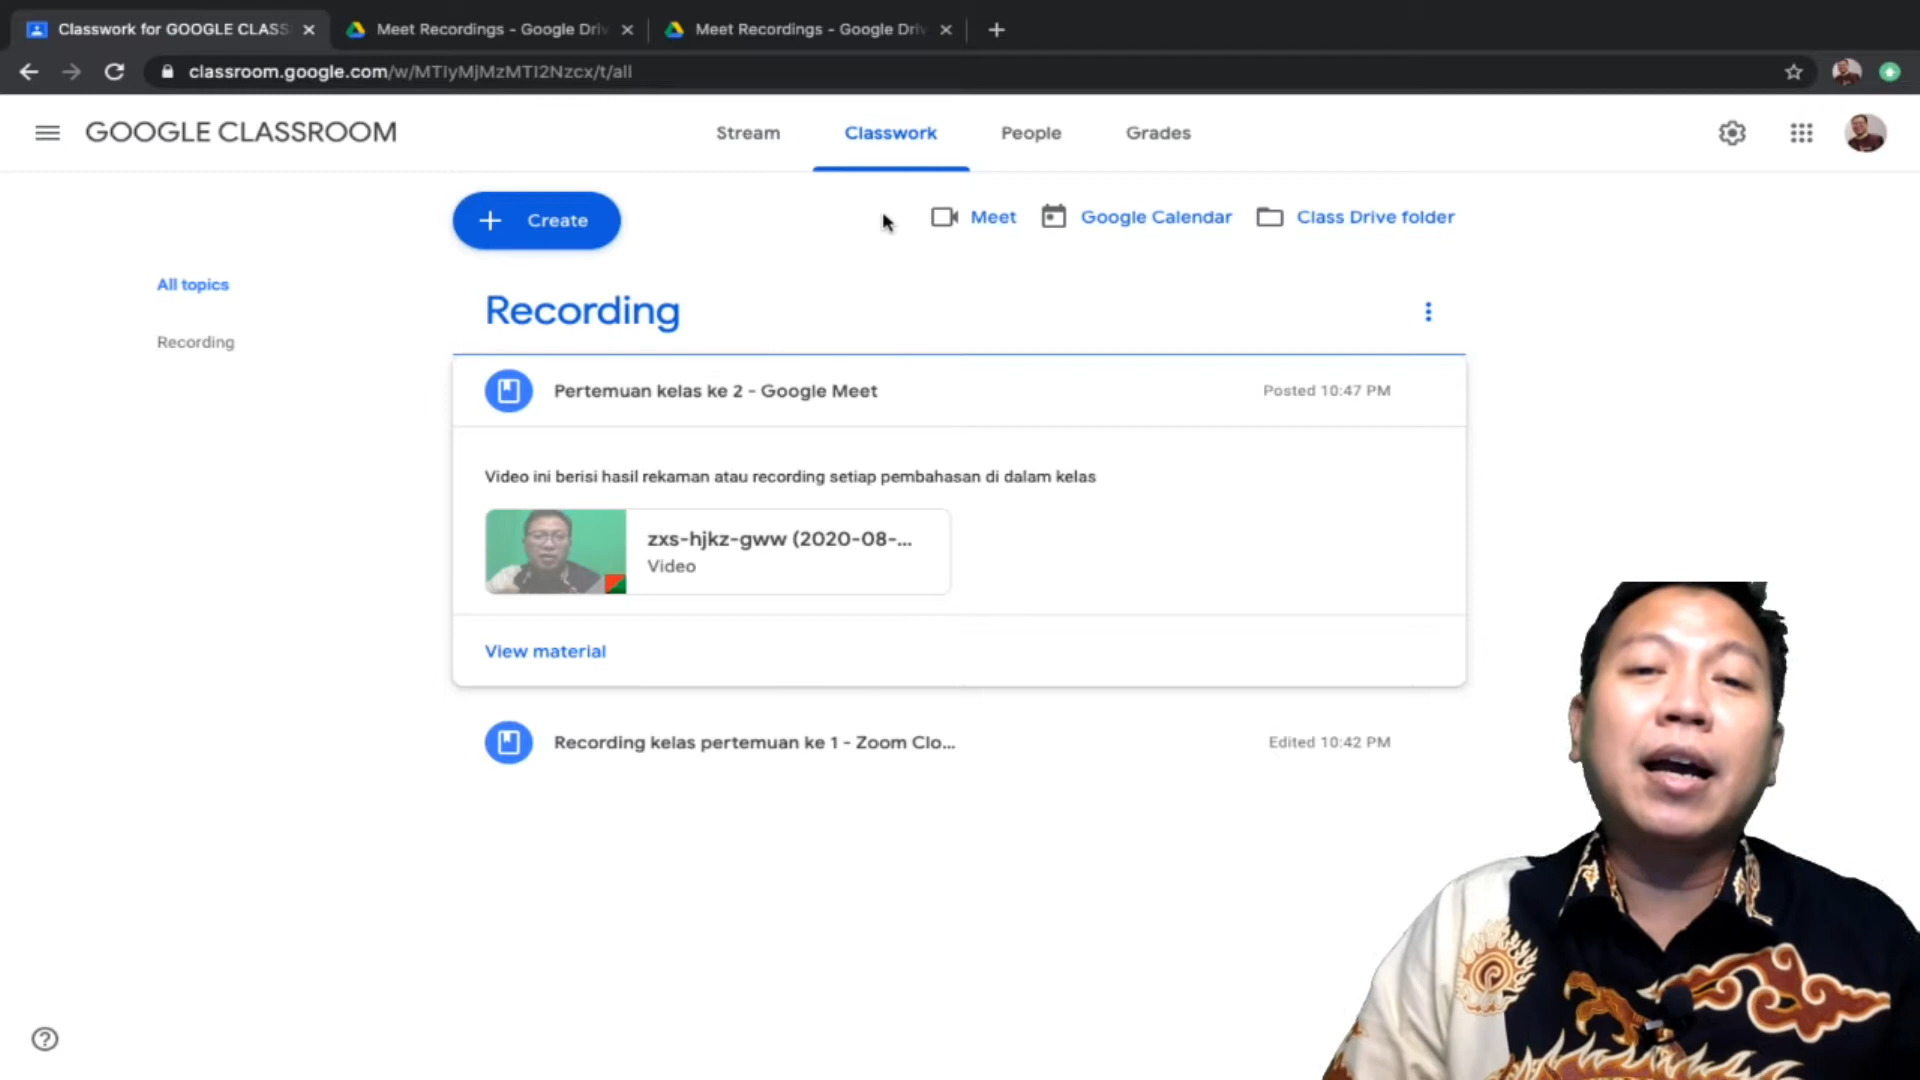 Classwork for GOOGLE CLASS
Meet Recordings - Google Driv
Meet Recordings - Google Driv
classroom.google.com/w/MTIyMjMzMTI2Nzcx/t/all
GOOGLE CLASSROOM
Stream
Classwork
People
Grades
Create
Meet
Google Calendar
Class Drive folder
All topics
Recording
Recording
Pertemuan kelas ke 2 - Google Meet
Posted 10:47 PM
Video ini berisi hasil rekaman atau recording setiap pembahasan di dalam kelas
zxs-hjkz-gww (2020-08-...
Video
View material
Recording kelas pertemuan ke 1 - Zoom Clo...
Edited 10:42 PM